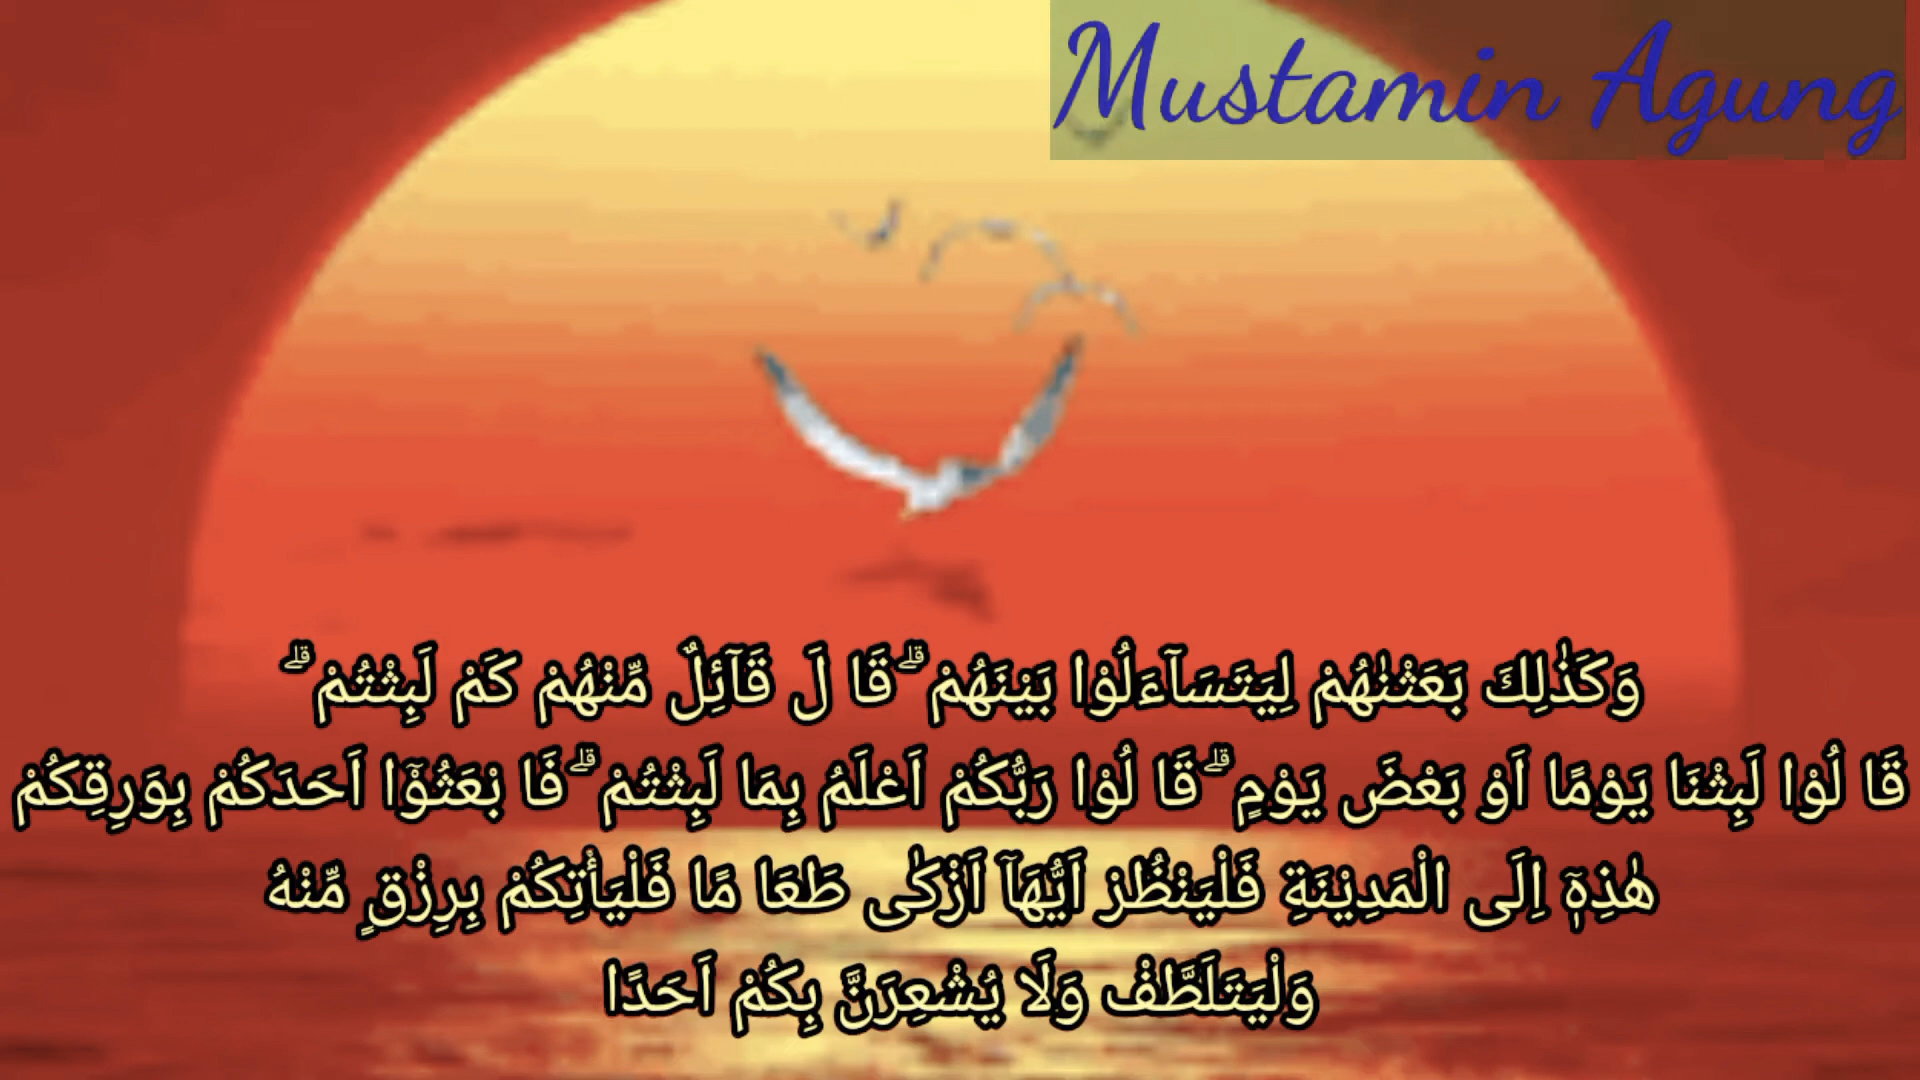 Mustamin Agung
وَكَذٰلِكَ بَعَثْنٰهُمْ لِيَتَسَآءَلُوْا بَيْنَهُمْ ۗ قَا لَ قَآئِلٌ مِّنْهُمْ كَمْ لَبِثْتُمْ ۗ
قَا لُوْا لَبِثْنَا يَوْمًا اَوْ بَعْضَ يَوْمٍ ۗ قَا لُوْا رَبُّكُمْ اَعْلَمُ بِمَا لَبِثْتُمْ ۗ فَا بْعَثُوْۤا اَحَدَكُمْ بِوَرِقِكُمْ
هٰذِهٖۤ اِلَى الْمَدِيْنَةِ فَلْيَنْظُرْ اَيُّهَاۤ اَزْكٰى طَعَا مًا فَلْيَأْتِكُمْ بِرِزْقٍ مِّنْهُ
وَلْيَتَلَطَّفْ وَلَا يُشْعِرَنَّ بِكُمْ اَحَدًا